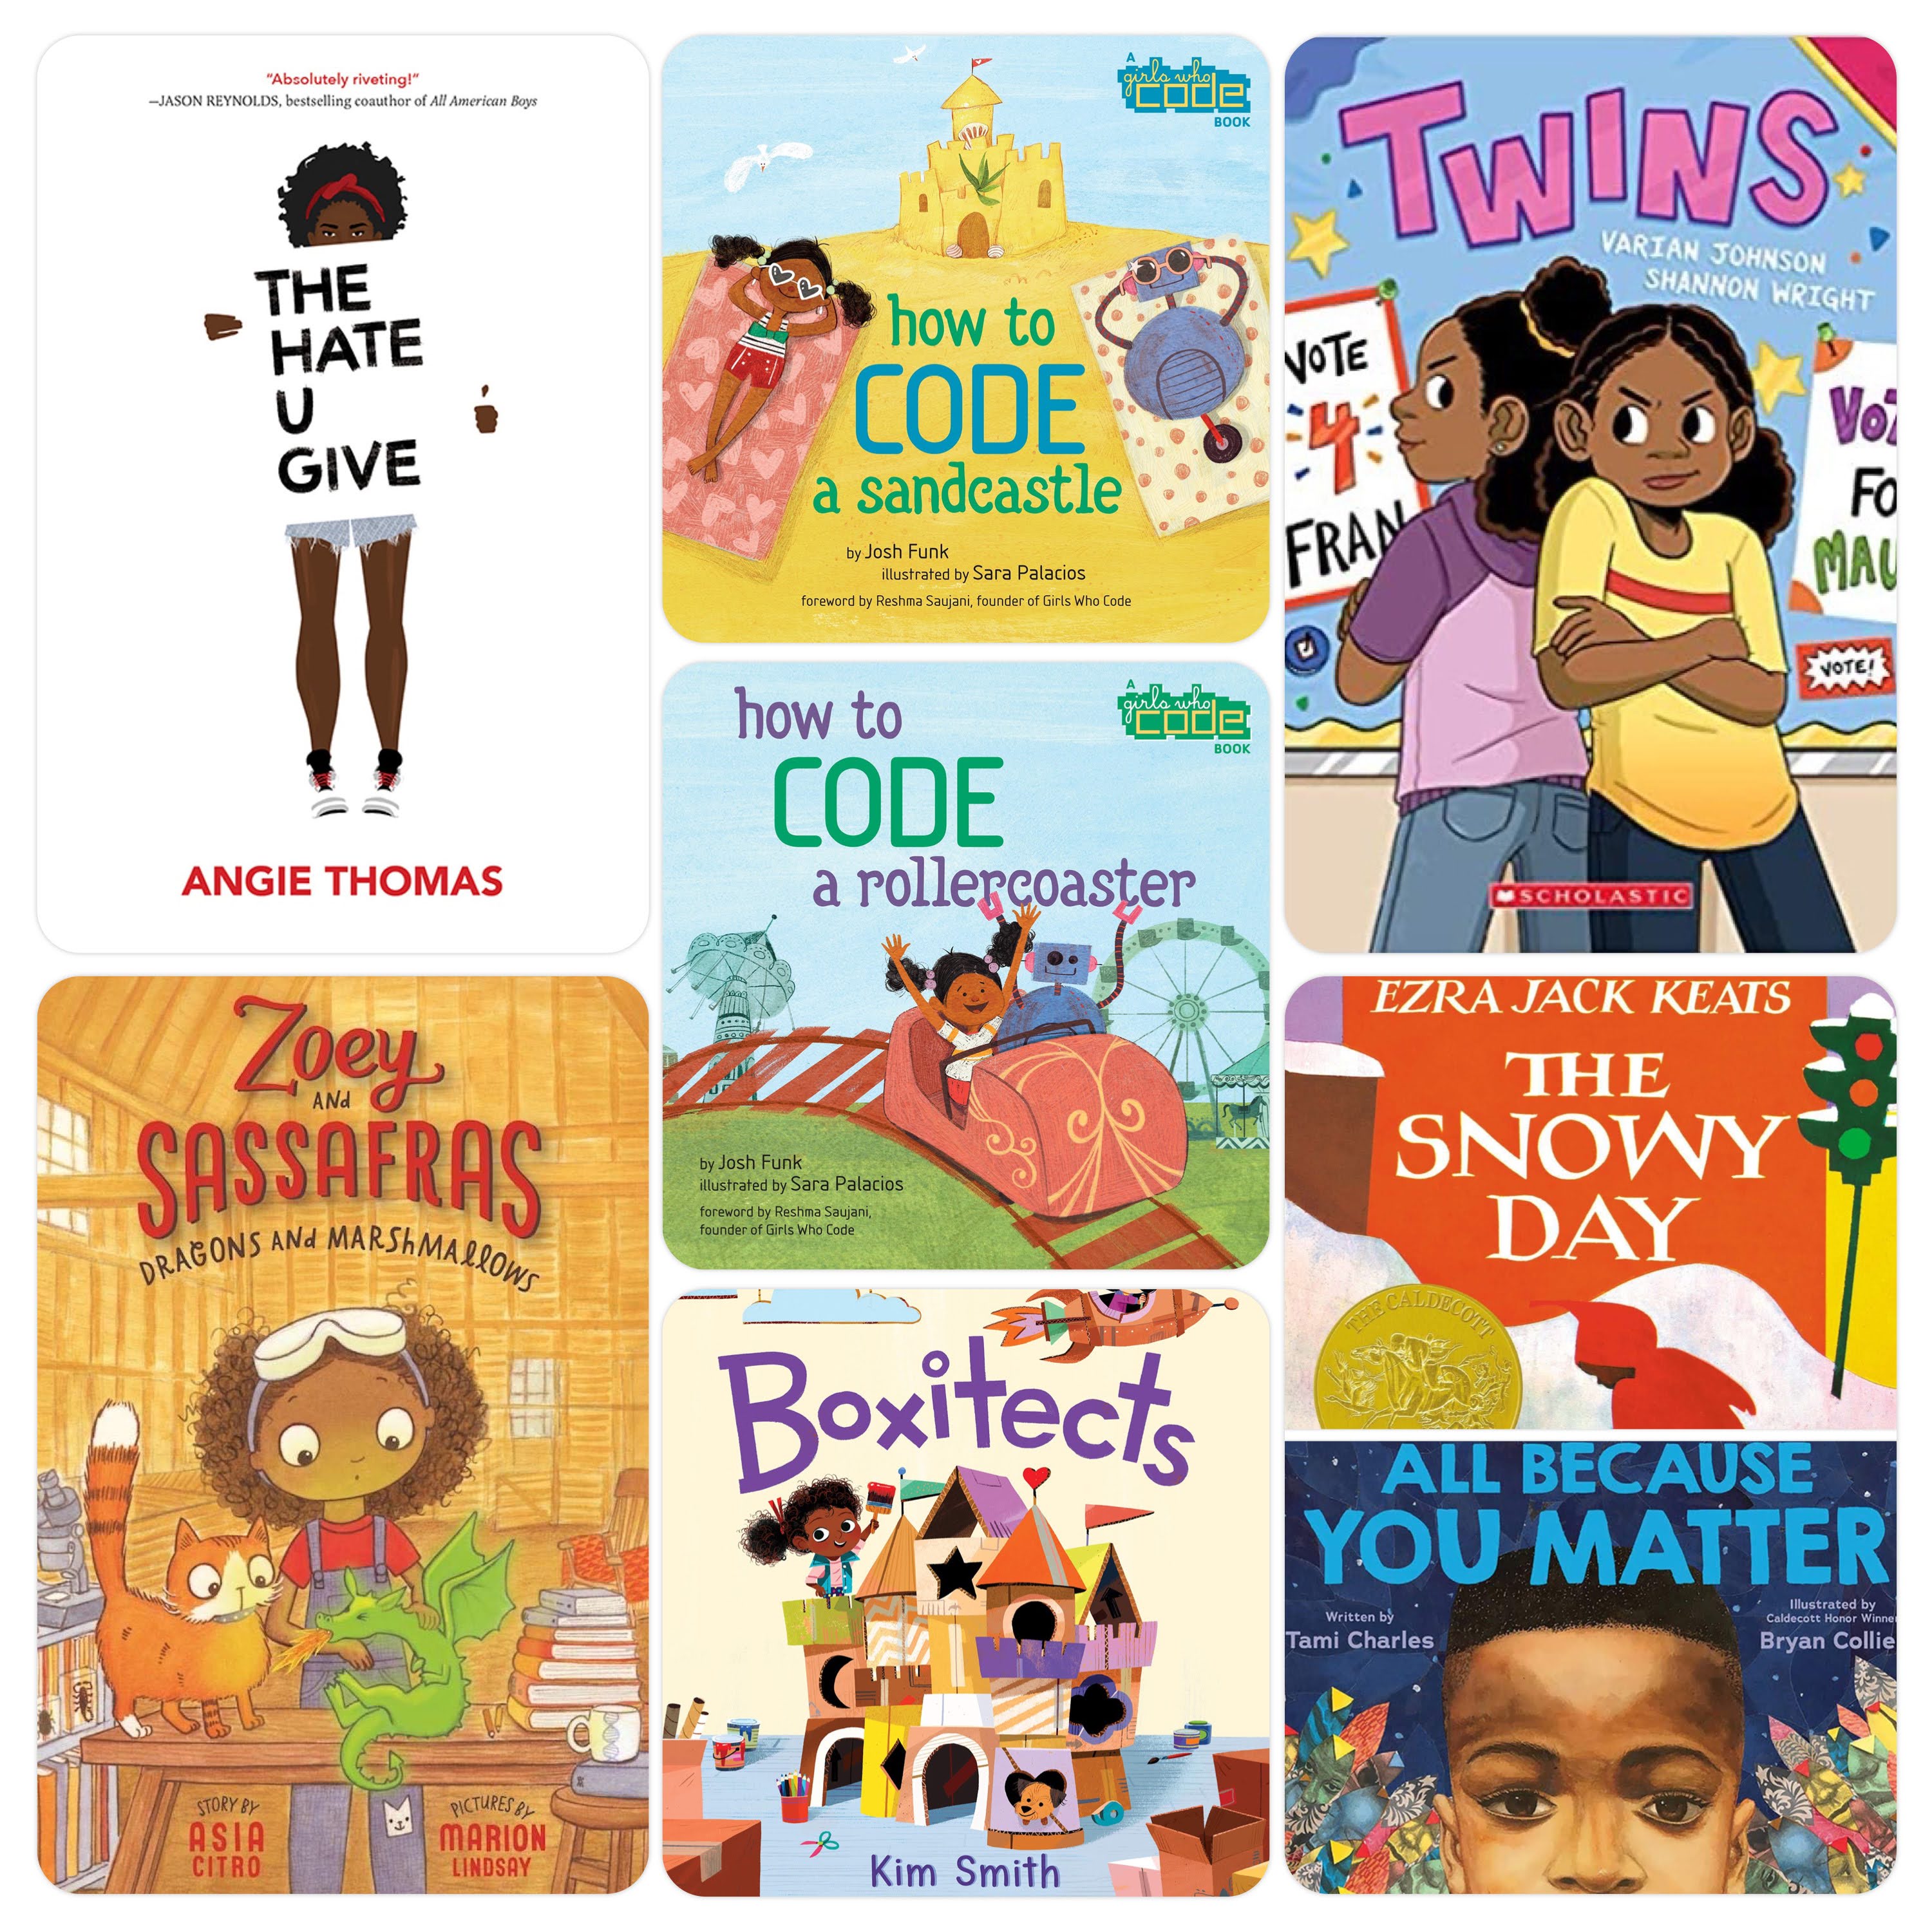 "Absolutely riveting!"
—JASON REYNOLDS, bestselling coauthor of All American Boys
THE
HATE
U
GIVE
ANGIE THOMAS
A
girls who
code
BOOK
how to
CODE
a sandcastle
by Josh Funk
illustrated by Sara Palacios
foreword by Reshma Saujani, founder of Girls Who Code
TWINS
VARIAN JOHNSON
SHANNON WRIGHT
VOTE
4
FRAN
VOT
FO
MAU
VOTE!
SCHOLASTIC
how to
CODE
a rollercoaster
A
girls who
code
BOOK
by Josh Funk
illustrated by Sara Palacios
foreword by Reshma Saujani,
founder of Girls Who Code
Zoey
AND
SASSAFRAS
DRAGONS AND MARShMAllOWS
STORY BY
ASIA
CITRO
PICTURES BY
MARION
LINDSAY
Boxitects
Kim Smith
EZRA JACK KEATS
THE
SNOWY
DAY
THE CALDECOTT
ALL BECAUSE
YOU MATTER
Written by
Tami Charles
Illustrated by
Caldecott Honor Winner
Bryan Collie